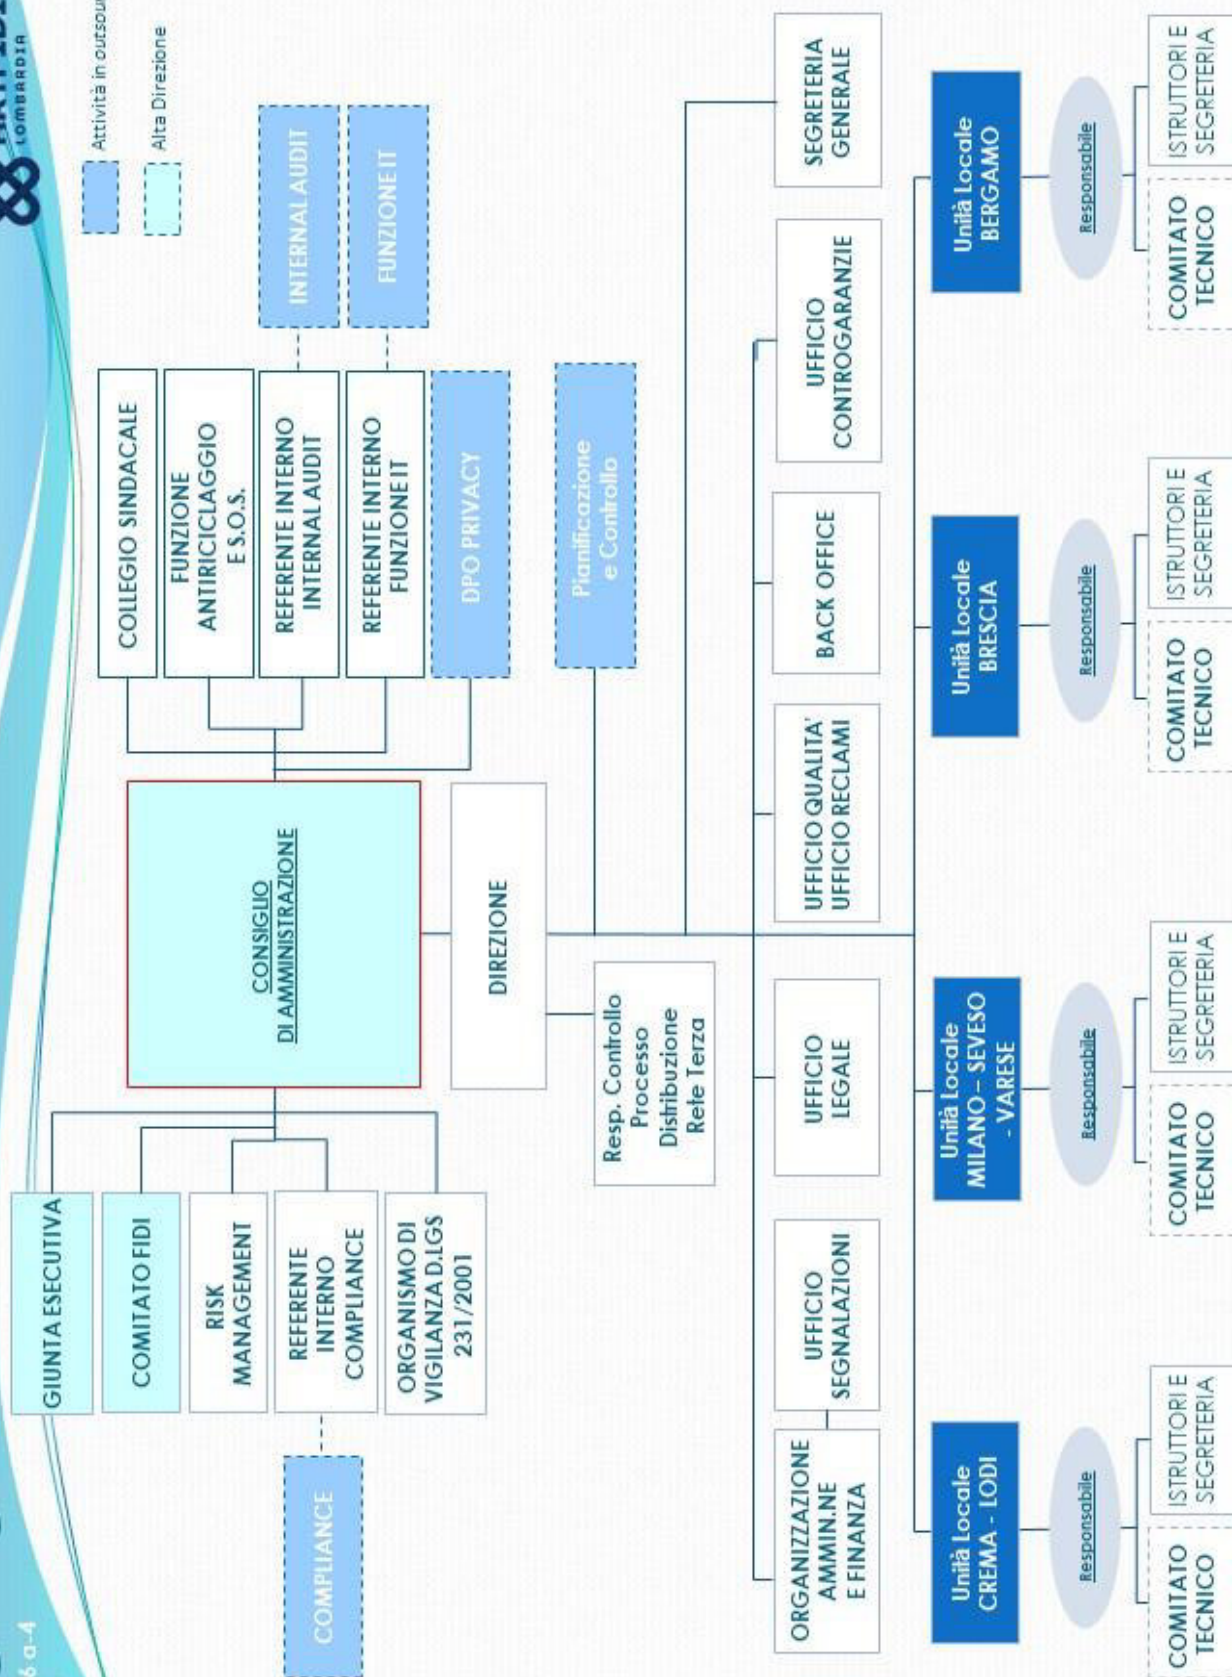 LOMBARDIA
6 a-4
Attività in
Alta Direzione
GIUNTA ESECUTIVA
COMITATO FIDI
RISK
MANAGEMENT
REFERENTE
INTERNO
COMPLIANCE
ORGANISMO DI
VIGILANZA D.LGS
231/2001
COMPLIANCE
CONSIGLIO
DI AMMINISTRAZIONE
COLLEGIO SINDACALE
FUNZIONE
ANTIRICICLAGGIO
E S.O.S.
REFERENTE INTERNO
INTERNAL AUDIT
REFERENTE INTERNO
FUNZIONE IT
DPO PRIVACY
INTERNAL AUDIT
FUNZIONE IT
DIREZIONE
Pianificazione
e Controllo
Resp. Controllo
Processo
Distribuzione
Rete Terza
ORGANIZZAZIONE
AMMIN.NE
E FINANZA
UFFICIO
SEGNALAZIONI
UFFICIO
LEGALE
UFFICIO QUALITA'
UFFICIO RECLAMI
BACK OFFICE
UFFICIO
CONTROGARANZIE
SEGRETERIA
GENERALE
Unità Locale
CREMA - LODI
Unità Locale
MILANO – SEVESO
- VARESE
Unità Locale
BRESCIA
Unità Locale
BERGAMO
Responsabile
Responsabile
Responsabile
Responsabile
COMITATO
TECNICO
ISTRUTTORI E
SEGRETERIA
COMITATO
TECNICO
ISTRUTTORI E
SEGRETERIA
COMITATO
TECNICO
ISTRUTTORI E
SEGRETERIA
COMITATO
TECNICO
ISTRUTTORI E
SEGRETERIA